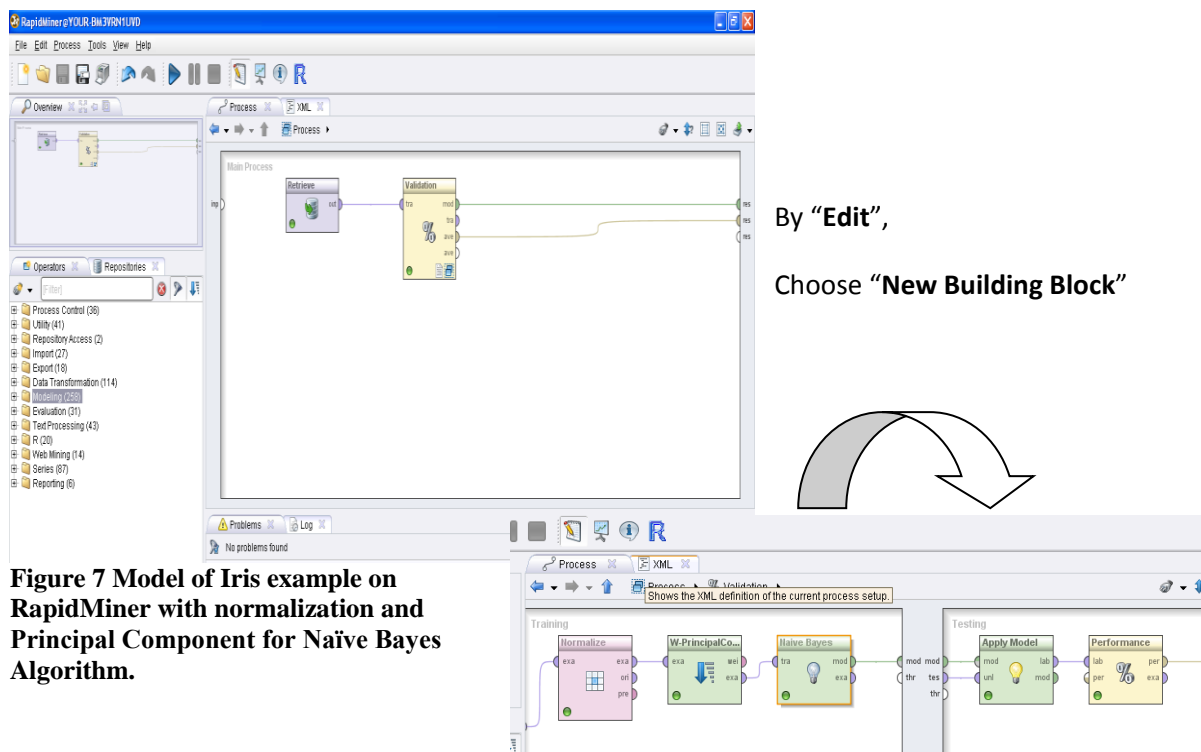 RapidMiner@YOUR-BM3VRN1UVD
File Edit Process Tools View Help
Overview
Process XML
Process
Main Process
Retrieve
Validation
inp
out
tra mod
tra
ave
ave
res
res
res
Operators Repositories
[Filter]
Process Control (36)
Utility (41)
Repository Access (2)
Import (27)
Export (18)
Data Transformation (114)
Modeling (258)
Evaluation (31)
Text Processing (43)
R (20)
Web Mining (14)
Series (87)
Reporting (6)
Problems Log
No problems found
By “Edit”,
Choose “New Building Block”
Figure 7 Model of Iris example on
RapidMiner with normalization and
Principal Component for Naïve Bayes
Algorithm.
R
Process XML
Process Validation
Shows the XML definition of the current process setup.
Training
Normalize
exa exa
ori
pre
W-PrincipalCo...
exa wei
exa
Naive Bayes
tra mod
exa
mod mod
thr tes
thr
Testing
Apply Model
mod lab
unl mod
Performance
lab per
per exa